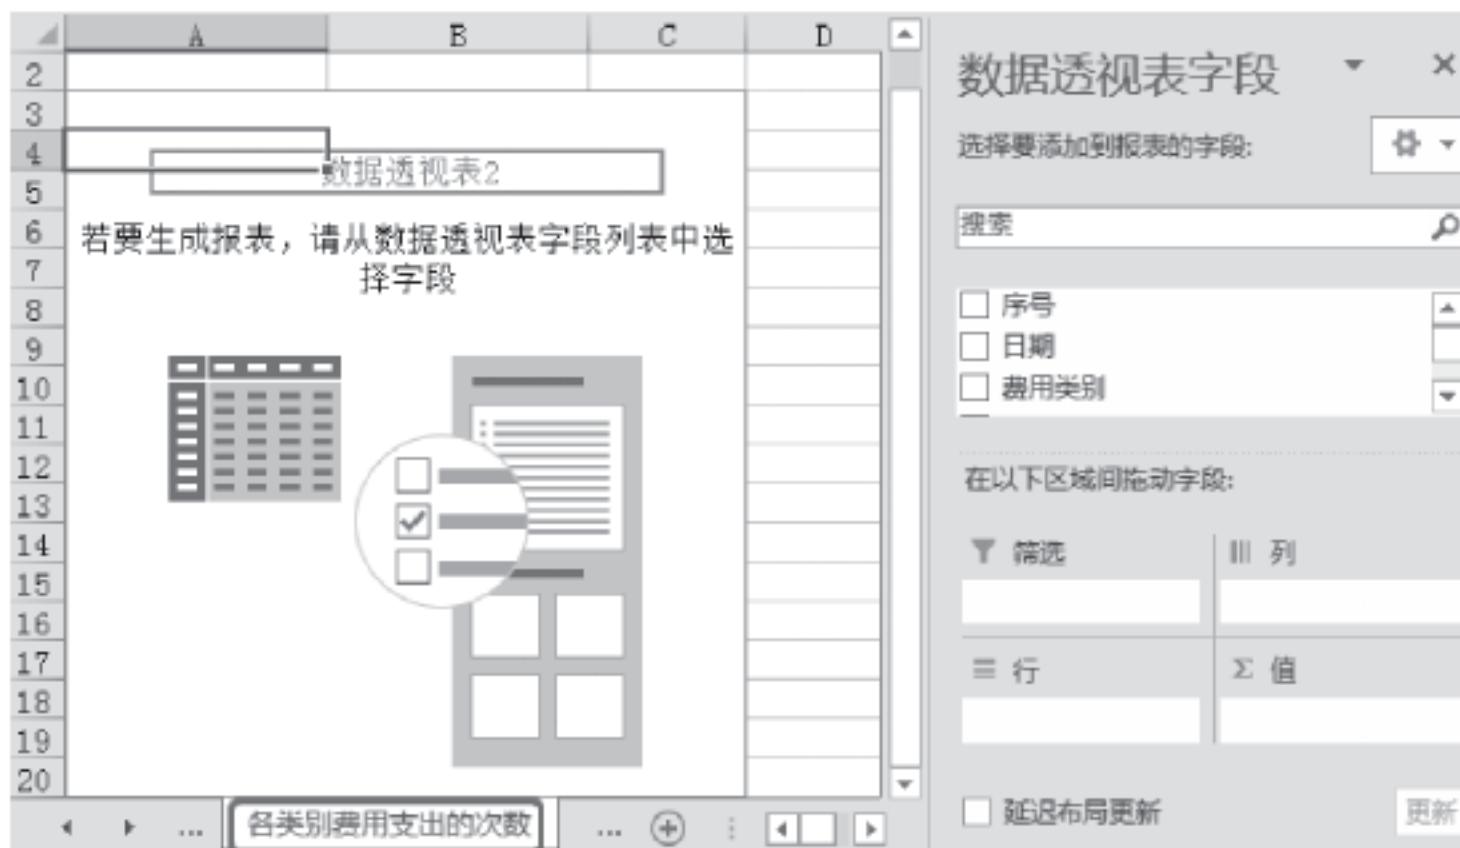 A B C D
2
3
4
数据透视表2
5
6
若要生成报表，请从数据透视表字段列表中选
7
择字段
8
9
10
11
12
13
14
15
16
17
18
19
20
... 各类别费用支出的次数 ...
数据透视表字段
选择要添加到报表的字段:
搜索
序号
日期
费用类别
在以下区域间拖动字段:
筛选
列
行
Σ 值
延迟布局更新
更新